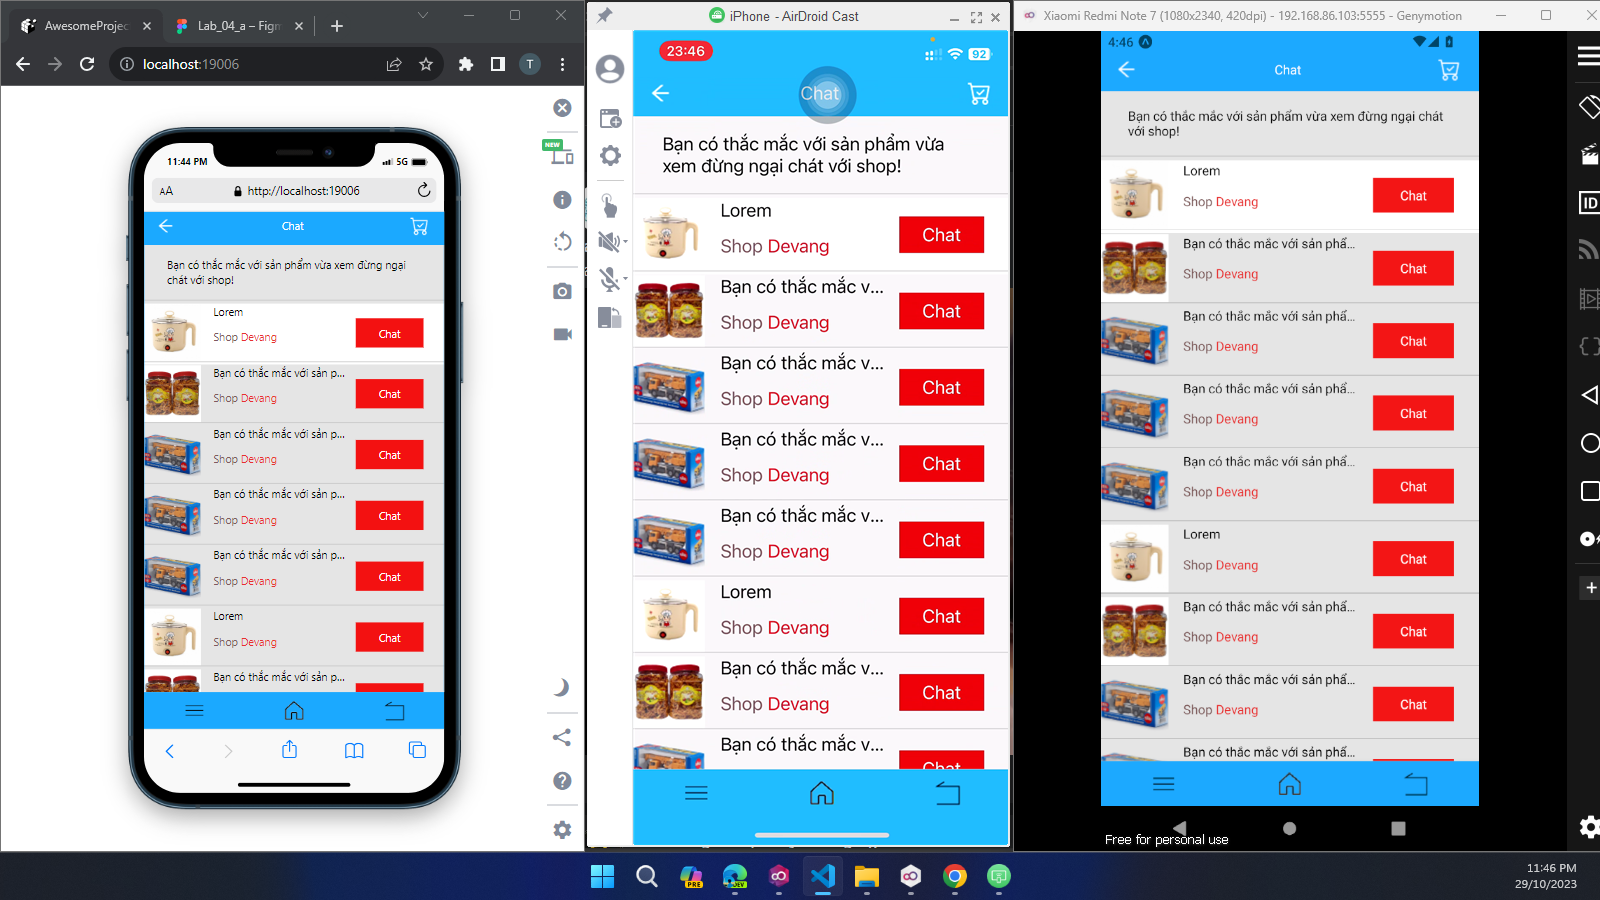 AwesomeProjec
Lab_04_a – Figm
localhost:19006
T
NEW
11:44 PM
5G
AA
http://localhost:19006
Chat
Bạn có thắc mắc với sản phẩm vừa xem đừng ngại
chát với shop!
Lorem
Shop Devang
Chat
Bạn có thắc mắc với sản p...
Shop Devang
Chat
Bạn có thắc mắc với sản p...
Shop Devang
Chat
Bạn có thắc mắc với sản p...
Shop Devang
Chat
Bạn có thắc mắc với sản p...
Shop Devang
Chat
Lorem
Shop Devang
Chat
Bạn có thắc mắc với sản p...
iPhone - AirDroid Cast
23:46
92
Chat
Bạn có thắc mắc với sản phẩm vừa
xem đừng ngại chát với shop!
Lorem
Shop Devang
Chat
Bạn có thắc mắc v...
Shop Devang
Chat
Bạn có thắc mắc v...
Shop Devang
Chat
Bạn có thắc mắc v...
Shop Devang
Chat
Bạn có thắc mắc v...
Shop Devang
Chat
Lorem
Shop Devang
Chat
Bạn có thắc mắc v...
Shop Devang
Chat
Bạn có thắc mắc v...
Chat
Xiaomi Redmi Note 7 (1080x2340, 420dpi) - 192.168.86.103:5555 - Genymotion
4:46
Chat
Bạn có thắc mắc với sản phẩm vừa xem đừng ngại chát
với shop!
Lorem
Shop Devang
Chat
Bạn có thắc mắc với sản phẩ...
Shop Devang
Chat
Bạn có thắc mắc với sản phẩ...
Shop Devang
Chat
Bạn có thắc mắc với sản phẩ...
Shop Devang
Chat
Bạn có thắc mắc với sản phẩ...
Shop Devang
Chat
Lorem
Shop Devang
Chat
Bạn có thắc mắc với sản phẩ...
Shop Devang
Chat
Bạn có thắc mắc với sản phẩ...
Shop Devang
Chat
Bạn có thắc mắc với sản phẩ...
Free for personal use
ID
PRE
DEV
11:46 PM
29/10/2023